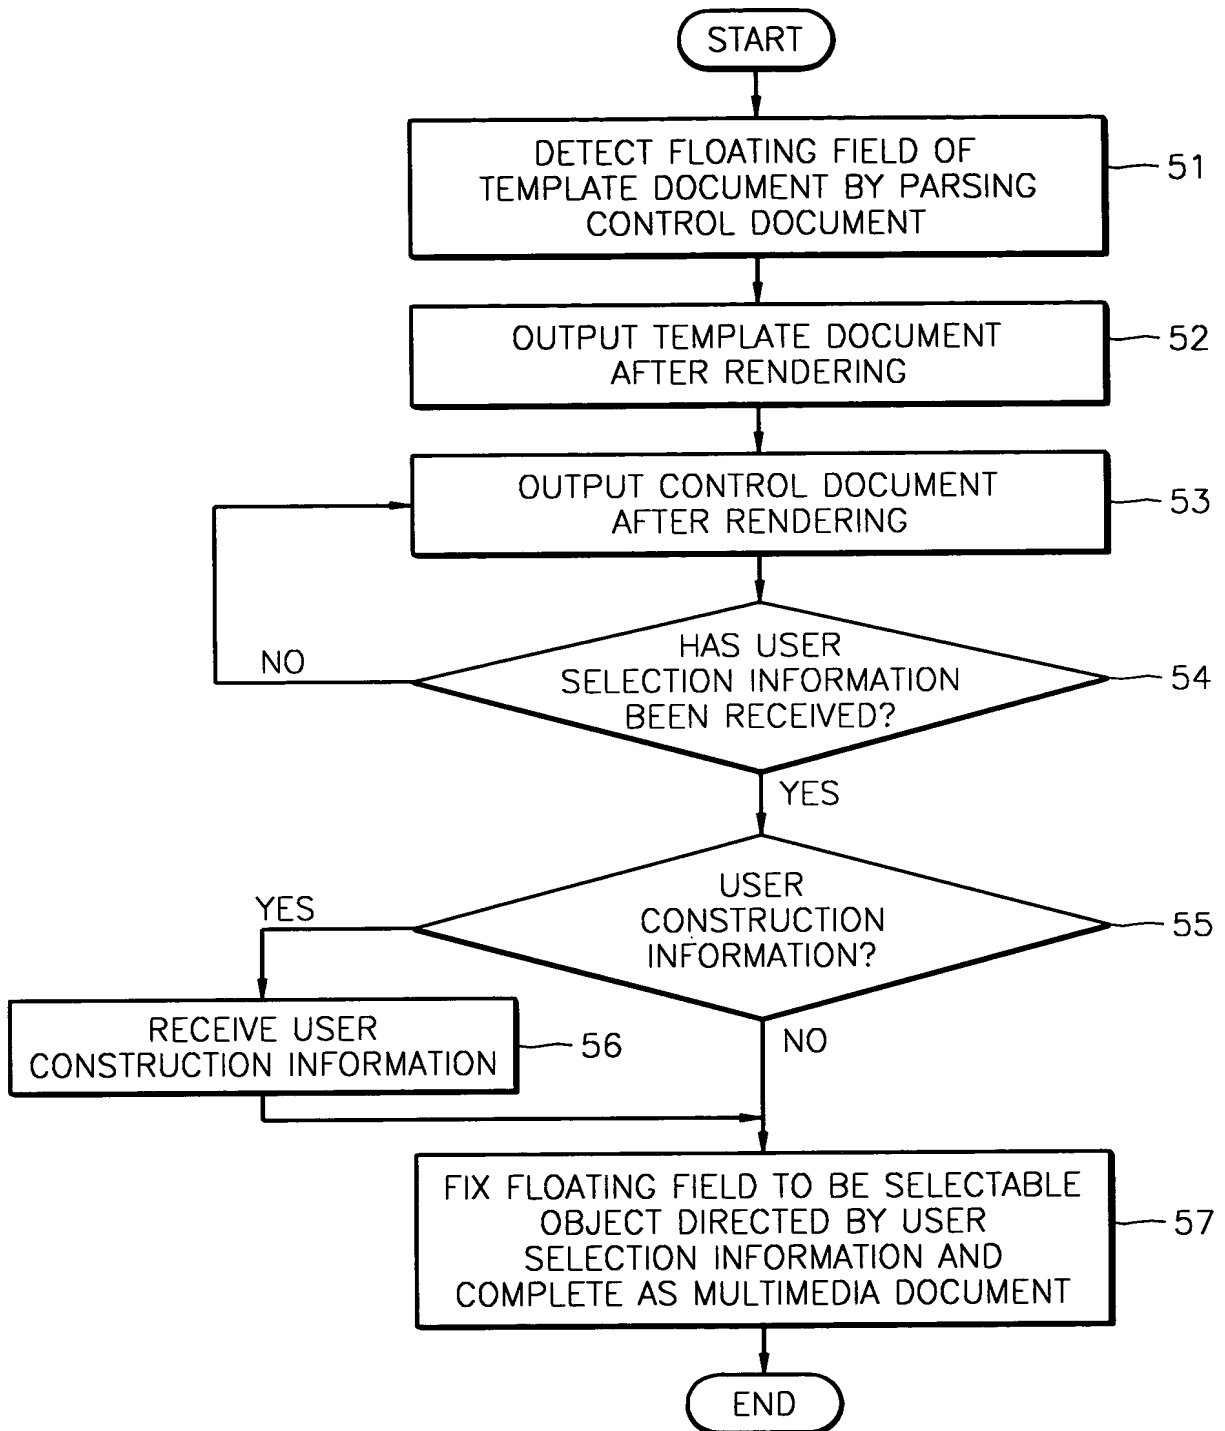 START
DETECT FLOATING FIELD OF
TEMPLATE DOCUMENT BY PARSING
CONTROL DOCUMENT
51
OUTPUT TEMPLATE DOCUMENT
AFTER RENDERING
52
OUTPUT CONTROL DOCUMENT
AFTER RENDERING
53
HAS USER
SELECTION INFORMATION
BEEN RECEIVED?
54
NO
YES
USER
CONSTRUCTION
INFORMATION?
55
YES
NO
RECEIVE USER
CONSTRUCTION INFORMATION
56
FIX FLOATING FIELD TO BE SELECTABLE
OBJECT DIRECTED BY USER
SELECTION INFORMATION AND
COMPLETE AS MULTIMEDIA DOCUMENT
57
END